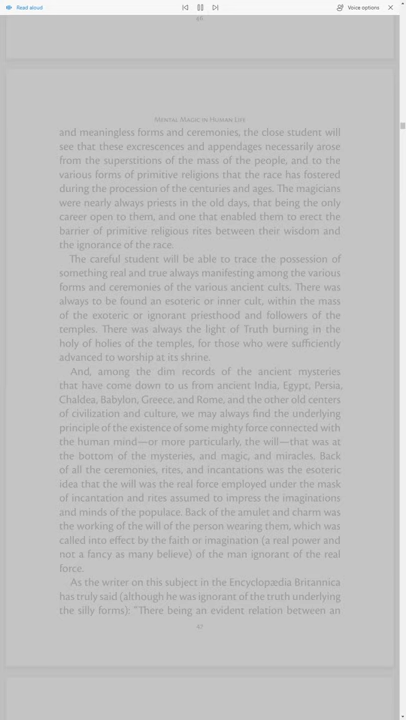 Read aloud
Voice options
46
Mental Magic in Human Life
and meaningless forms and ceremonies, the close student will
see that these excrescences and appendages necessarily arose
from the superstitions of the mass of the people, and to the
various forms of primitive religions that the race has fostered
during the procession of the centuries and ages. The magicians
were nearly always priests in the old days, that being the only
career open to them, and one that enabled them to erect the
barrier of primitive religious rites between their wisdom and
the ignorance of the race.
The careful student will be able to trace the possession of
something real and true always manifesting among the various
forms and ceremonies of the various ancient cults. There was
always to be found an esoteric or inner cult, within the mass
of the exoteric or ignorant priesthood and followers of the
temples. There was always the light of Truth burning in the
holy of holies of the temples, for those who were sufficiently
advanced to worship at its shrine.
And, among the dim records of the ancient mysteries
that have come down to us from ancient India, Egypt, Persia,
Chaldea, Babylon, Greece, and Rome, and the other old centers
of civilization and culture, we may always find the underlying
principle of the existence of some mighty force connected with
the human mind—or more particularly, the will—that was at
the bottom of the mysteries, and magic, and miracles. Back
of all the ceremonies, rites, and incantations was the esoteric
idea that the will was the real force employed under the mask
of incantation and rites assumed to impress the imaginations
and minds of the populace. Back of the amulet and charm was
the working of the will of the person wearing them, which was
called into effect by the faith or imagination (a real power and
not a fancy as many believe) of the man ignorant of the real
force.
As the writer on this subject in the Encyclopædia Britannica
has truly said (although he was ignorant of the truth underlying
the silly forms): "There being an evident relation between an
47